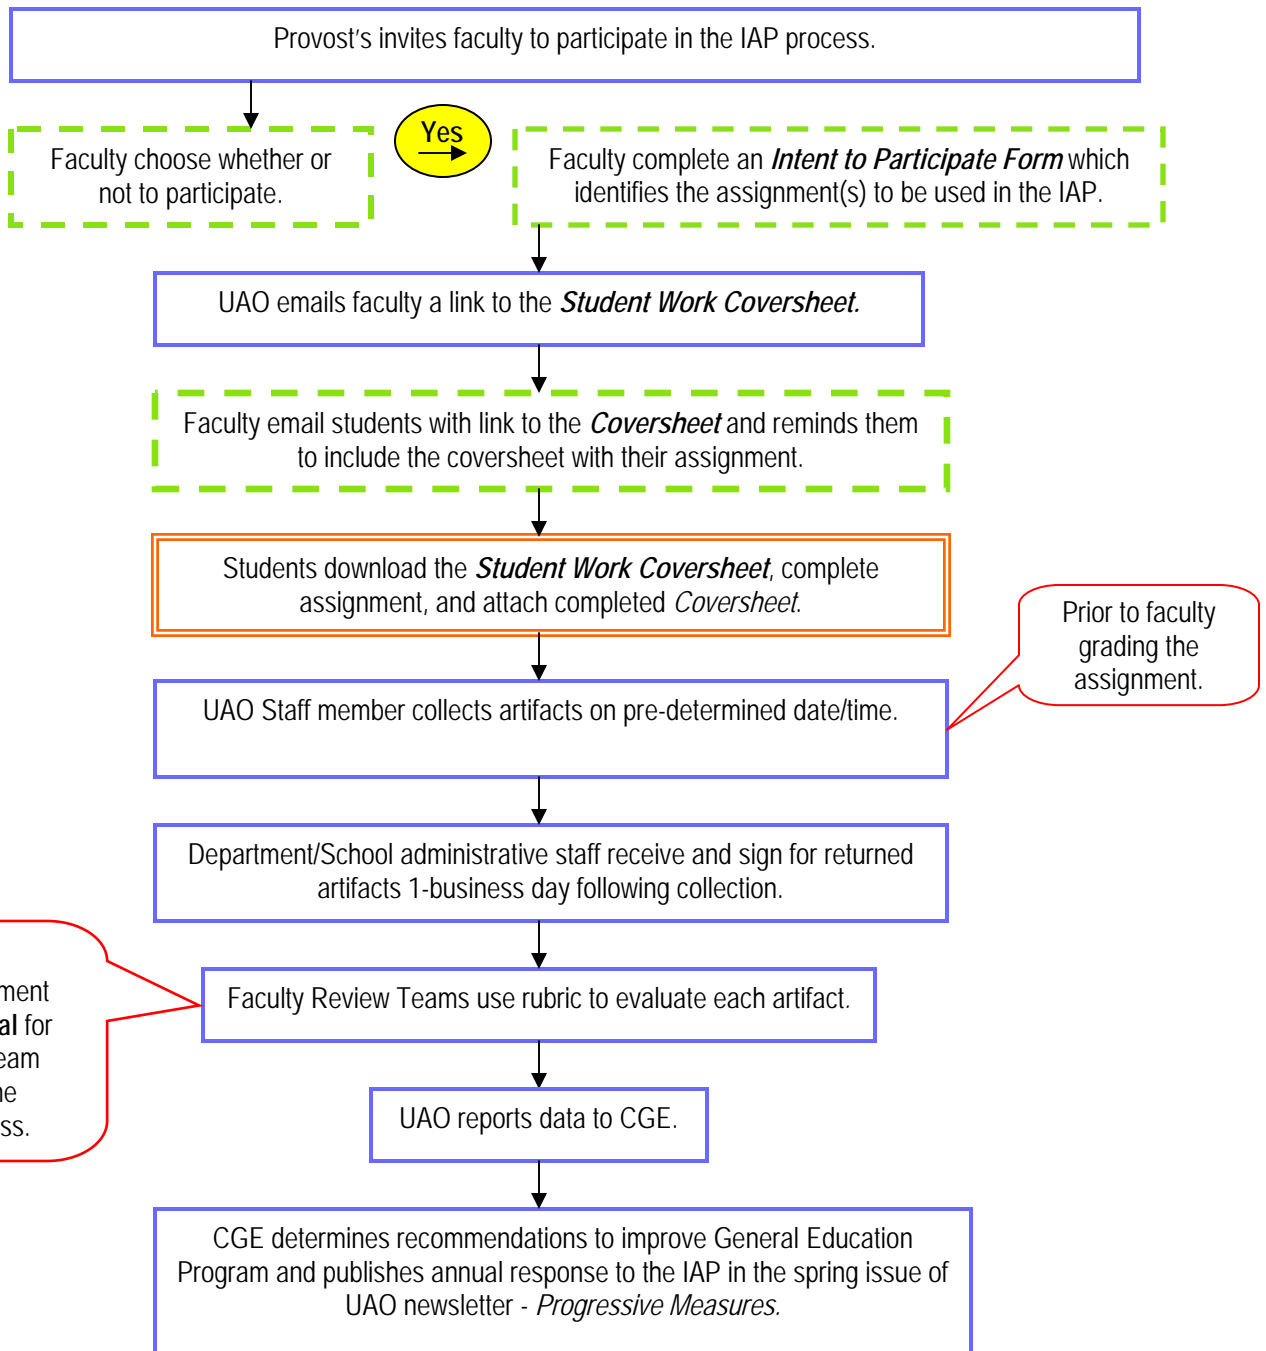 Provost's invites faculty to participate in the IAP process.
Faculty choose whether or
not to participate.
Yes
Faculty complete an Intent to Participate Form which
identifies the assignment(s) to be used in the IAP.
UAO emails faculty a link to the Student Work Coversheet.
Faculty email students with link to the Coversheet and reminds them
to include the coversheet with their assignment.
Students download the Student Work Coversheet, complete
assignment, and attach completed Coversheet.
Prior to faculty
grading the
assignment.
UAO Staff member collects artifacts on pre-determined date/time.
Department/School administrative staff receive and sign for returned
artifacts 1-business day following collection.
for
Faculty Review Teams use rubric to evaluate each artifact.
UAO reports data to CGE.
CGE determines recommendations to improve General Education
Program and publishes annual response to the IAP in the spring issue of
UAO newsletter - Progressive Measures.